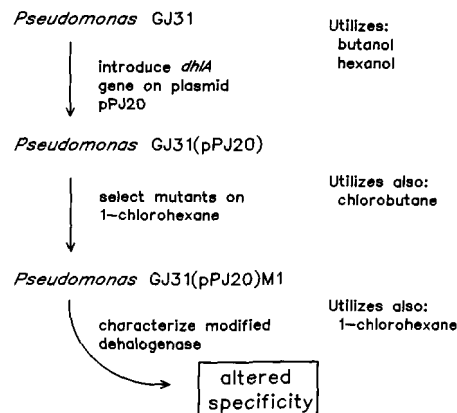 Pseudomonas GJ31
Utilizes:
butanol
hexanol
introduce dhlA
gene on plasmid
pPJ20
Pseudomonas GJ31(pPJ20)
select mutants on
1-chlorohexane
Utilizes also:
chlorobutane
Pseudomonas GJ31(pPJ20)M1
characterize modified
dehalogenase
Utilizes also:
1-chlorohexane
altered
specificity